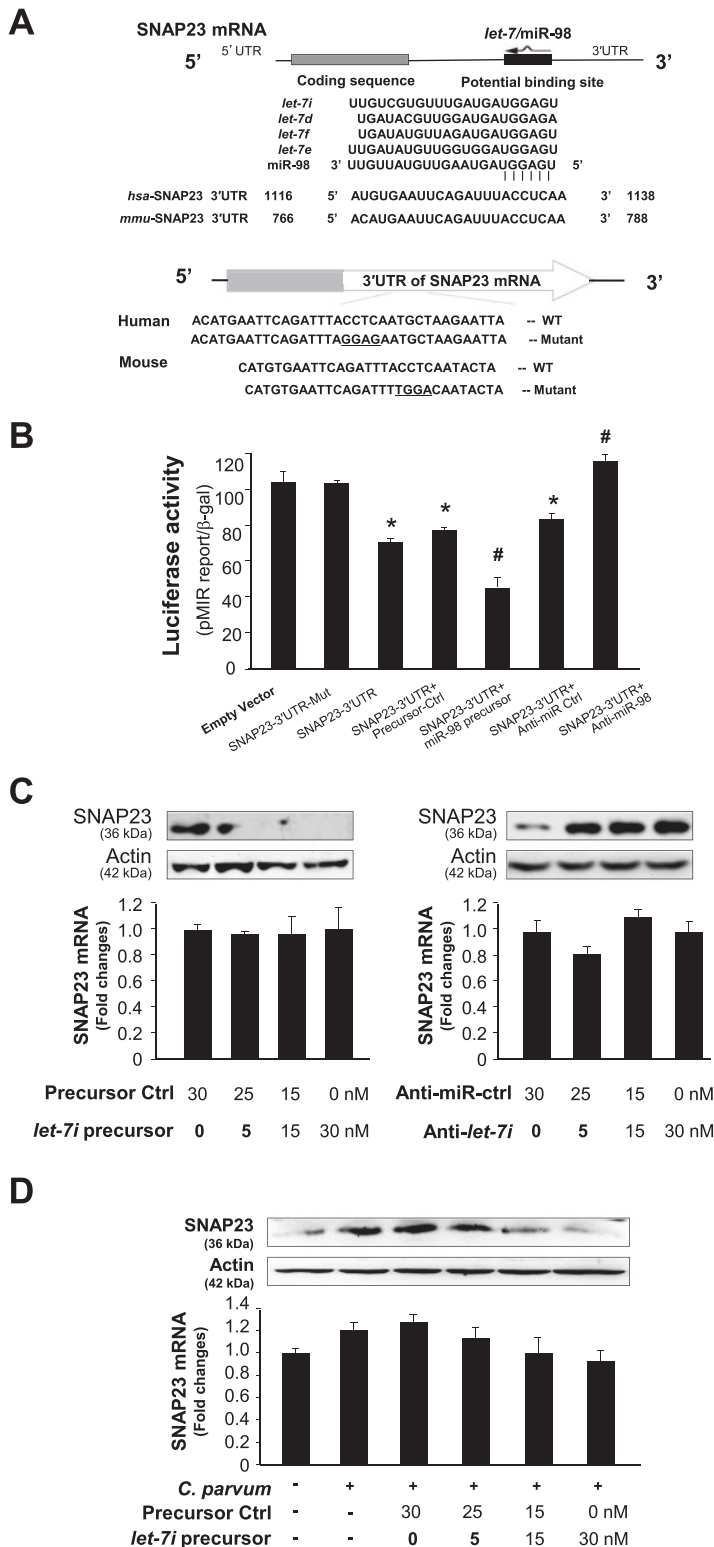 A
SNAP23 mRNA
let-7/miR-98
5′ 5′ UTR 3′UTR 3′
Coding sequence Potential binding site
let-7i UUGUCGUGUUUGAUGAUGGAGU
let-7d UGAUACGUUGGAUGAUGGAGA
let-7f UGAUAUGUUAGAUGAUGGAGU
let-7e UUGAUAUGUUGGAUGGUGGAGU
miR-98 3′ UUGUUAUGUUGAAUGAUGGAGU 5′
hsa-SNAP23 3′UTR 1116 5′ AUGUGAAUUCAGAUUUACCUCAA 3′ 1138
mmu-SNAP23 3′UTR 766 5′ ACAUGAAUUCAGAUUUACCUCAA 3′ 788
5′ 3′UTR of SNAP23 mRNA 3′
Human ACATGAATTCAGATTTACCTCAATGCTAAGAATTA -- WT
ACATGAATTCAGATTTAGGAGAATGCTAAGAATTA -- Mutant
Mouse CATGTGAATTCAGATTTACCTCAATACTA -- WT
CATGTGAATTCAGATTTTGGACAATACTA -- Mutant
B
Luciferase activity
(pMIR report/β-gal)
120
100
80
60
40
20
0
* * # * #
Empty Vector
SNAP23-3′UTR-Mut
SNAP23-3′UTR
SNAP23-3′UTR+
Precursor-Ctrl
SNAP23-3′UTR+
miR-98 precursor
SNAP23-3′UTR+
Anti-miR Ctrl
SNAP23-3′UTR+
Anti-miR-98
C
SNAP23
(36 kDa)
Actin
(42 kDa)
SNAP23 mRNA
(Fold changes)
1.2
1.0
0.8
0.6
0.4
0.2
0
Precursor Ctrl 30 25 15 0 nM
let-7i precursor 0 5 15 30 nM
SNAP23
(36 kDa)
Actin
(42 kDa)
SNAP23 mRNA
(Fold changes)
1.2
1.0
0.8
0.6
0.4
0.2
0
Anti-miR-ctrl 30 25 15 0 nM
Anti-let-7i 0 5 15 30 nM
D
SNAP23
(36 kDa)
Actin
(42 kDa)
SNAP23 mRNA
(Fold changes)
1.4
1.2
1.0
0.8
0.6
0.4
0.2
0
C. parvum - + + + + +
Precursor Ctrl - - 30 25 15 0 nM
let-7i precursor - - 0 5 15 30 nM